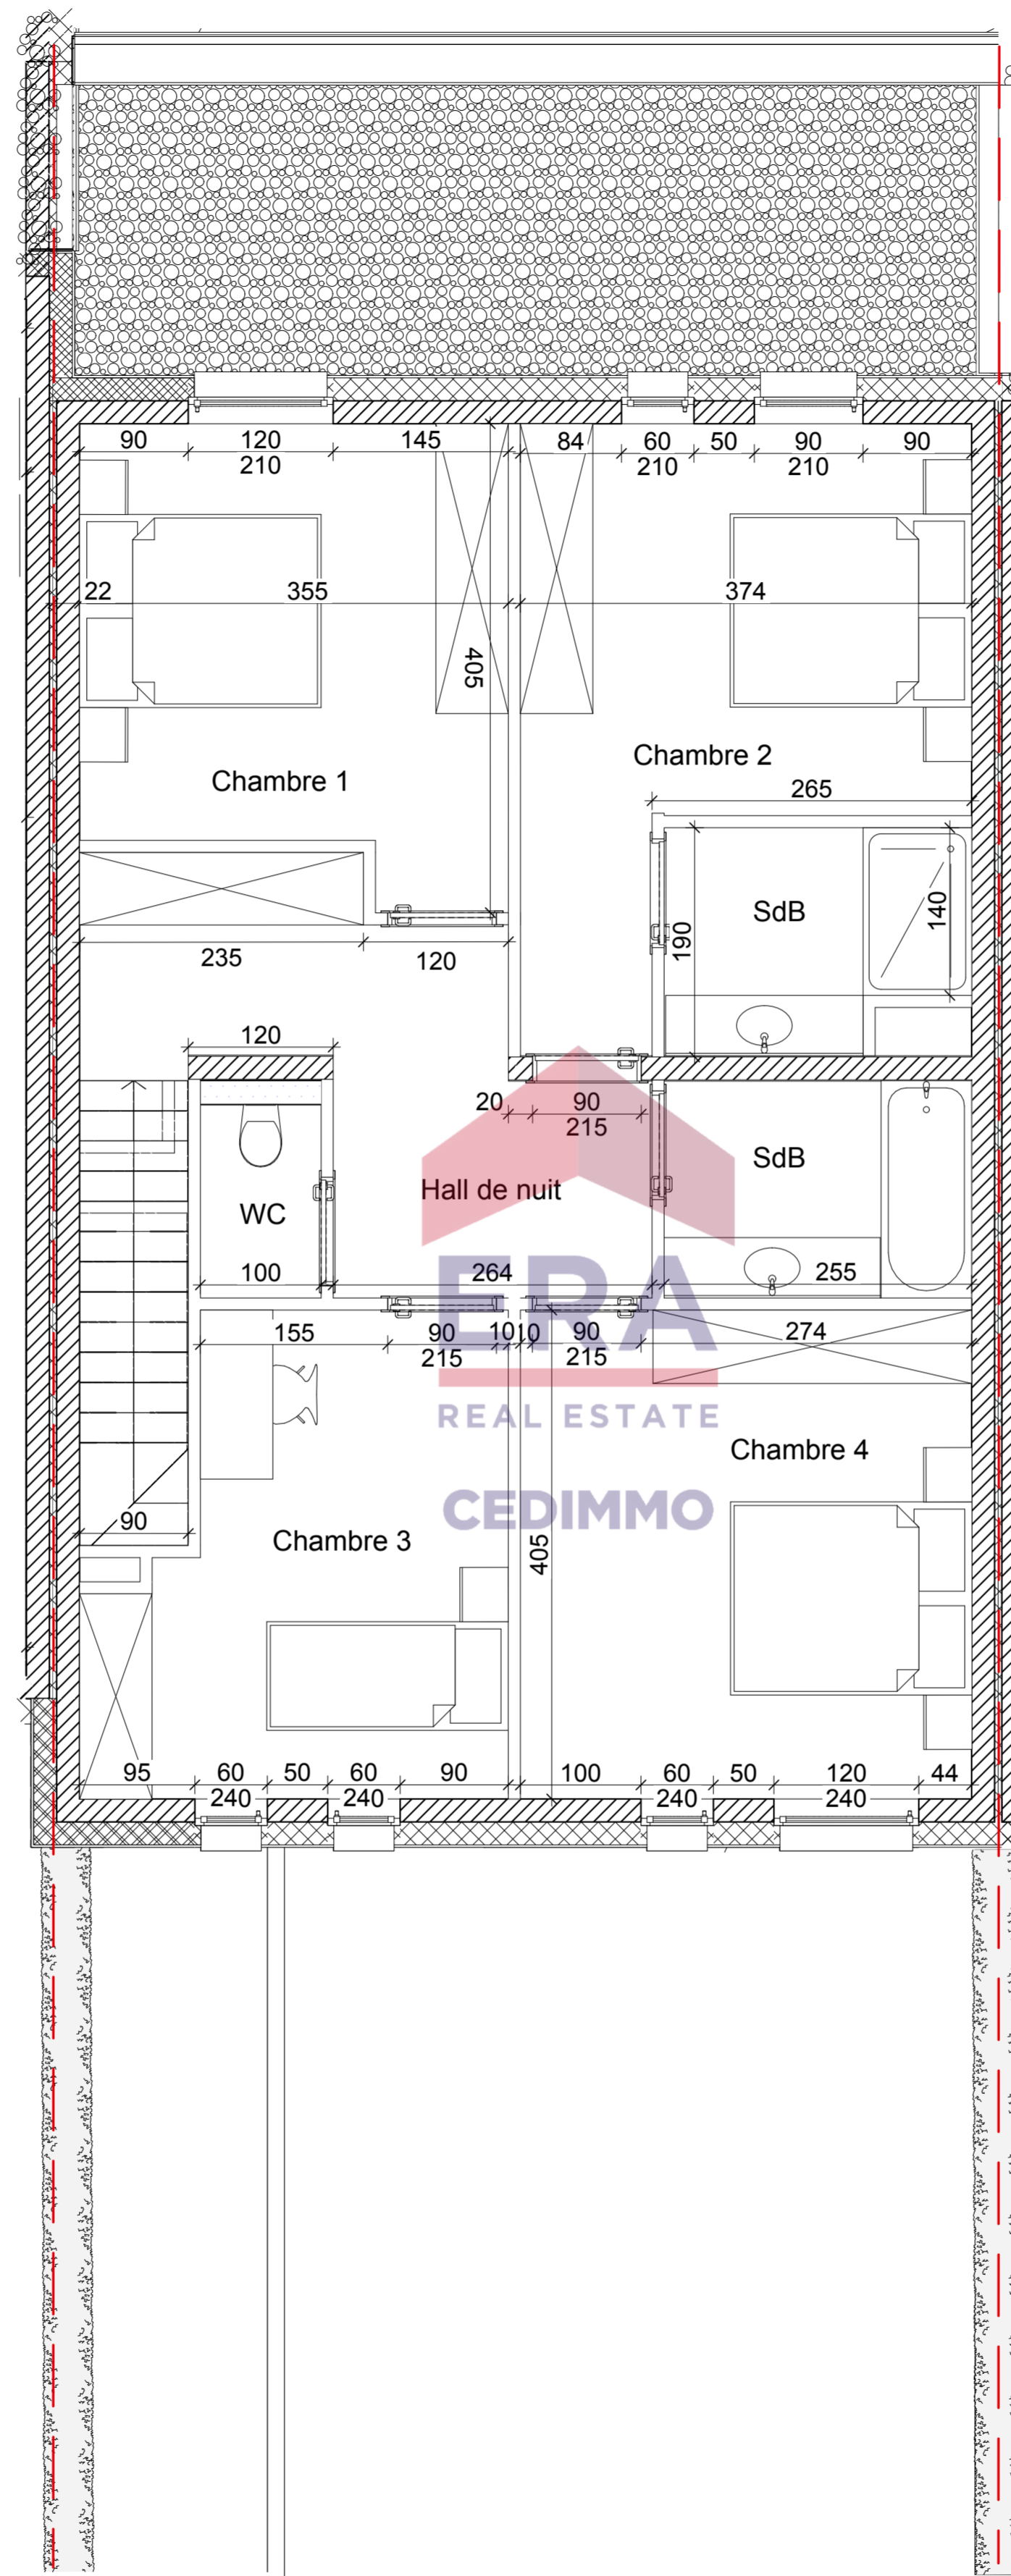 90 120 145 84 60 50 90 90
210 210 210
22 355 374
405
Chambre 1
Chambre 2
265
SdB
190
140
235 120
120
20 90
215
SdB
Hall de nuit
WC
100 264 255
ERA
155 90 10 10 90 274
215 215
REAL ESTATE
Chambre 4
CEDIMMO
90
Chambre 3
405
95 60 50 60 90 100 60 50 120 44
240 240 240 240